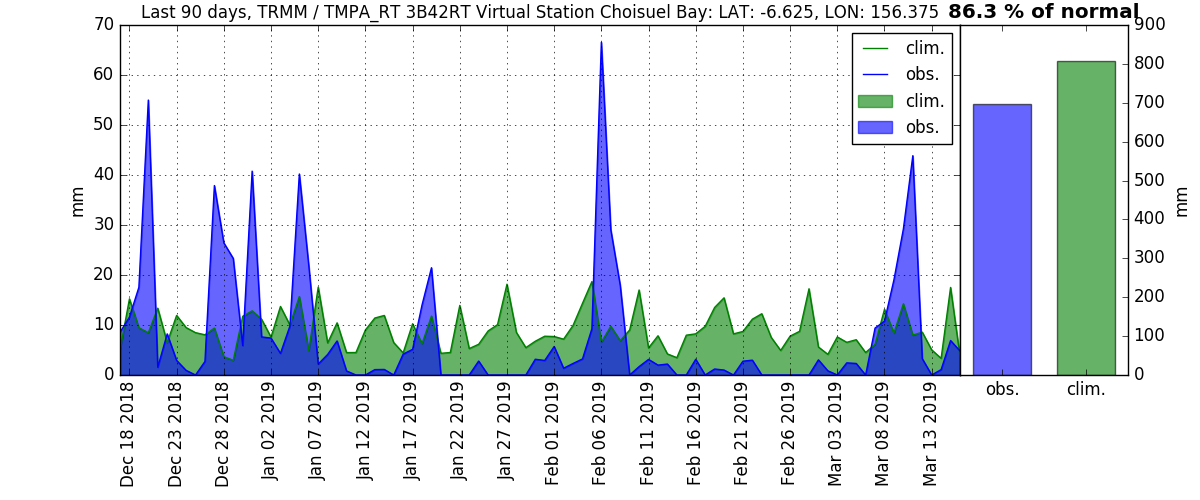 Last 90 days, TRMM / TMPA_RT 3B42RT Virtual Station Choisuel Bay: LAT: -6.625, LON: 156.375 86.3 % of normal
70
60
50
40
30
20
10
0
mm
clim.
obs.
clim.
obs.
Dec 18 2018
Dec 23 2018
Dec 28 2018
Jan 02 2019
Jan 07 2019
Jan 12 2019
Jan 17 2019
Jan 22 2019
Jan 27 2019
Feb 01 2019
Feb 06 2019
Feb 11 2019
Feb 16 2019
Feb 21 2019
Feb 26 2019
Mar 03 2019
Mar 08 2019
Mar 13 2019
900
800
700
600
500
400
300
200
100
0
mm
obs. clim.